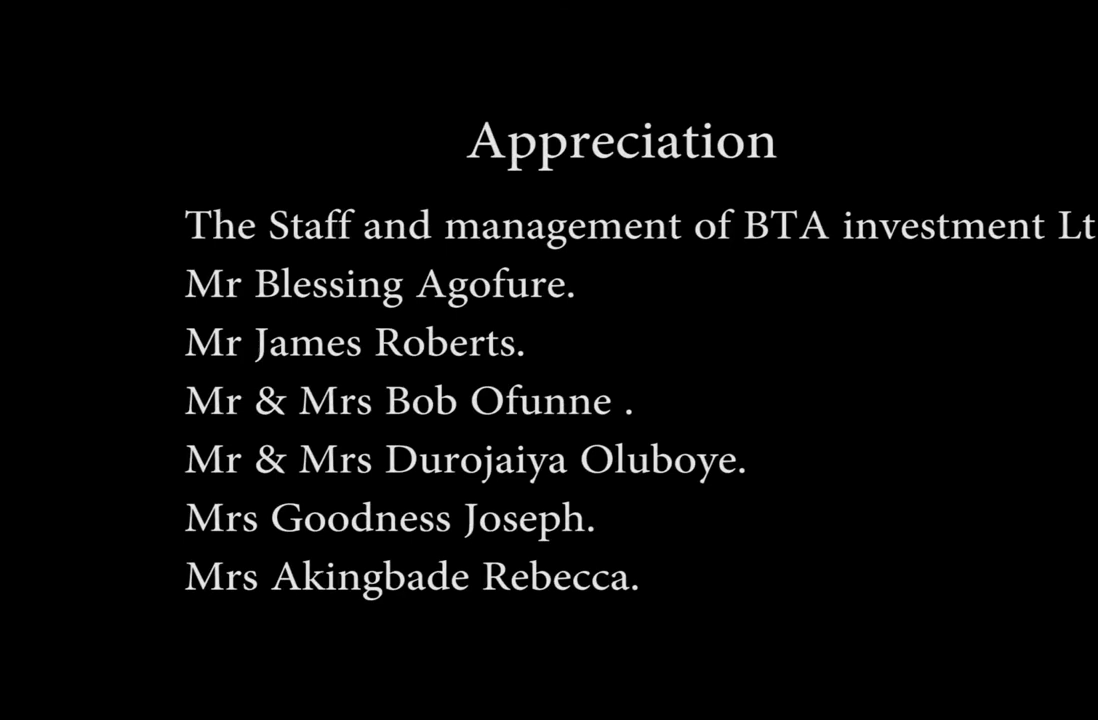 Appreciation
The Staff and management of BTA investment Lt
Mr Blessing Agofure.
Mr James Roberts.
Mr & Mrs Bob Ofunne .
Mr & Mrs Durojaiya Oluboye.
Mrs Goodness Joseph.
Mrs Akingbade Rebecca.